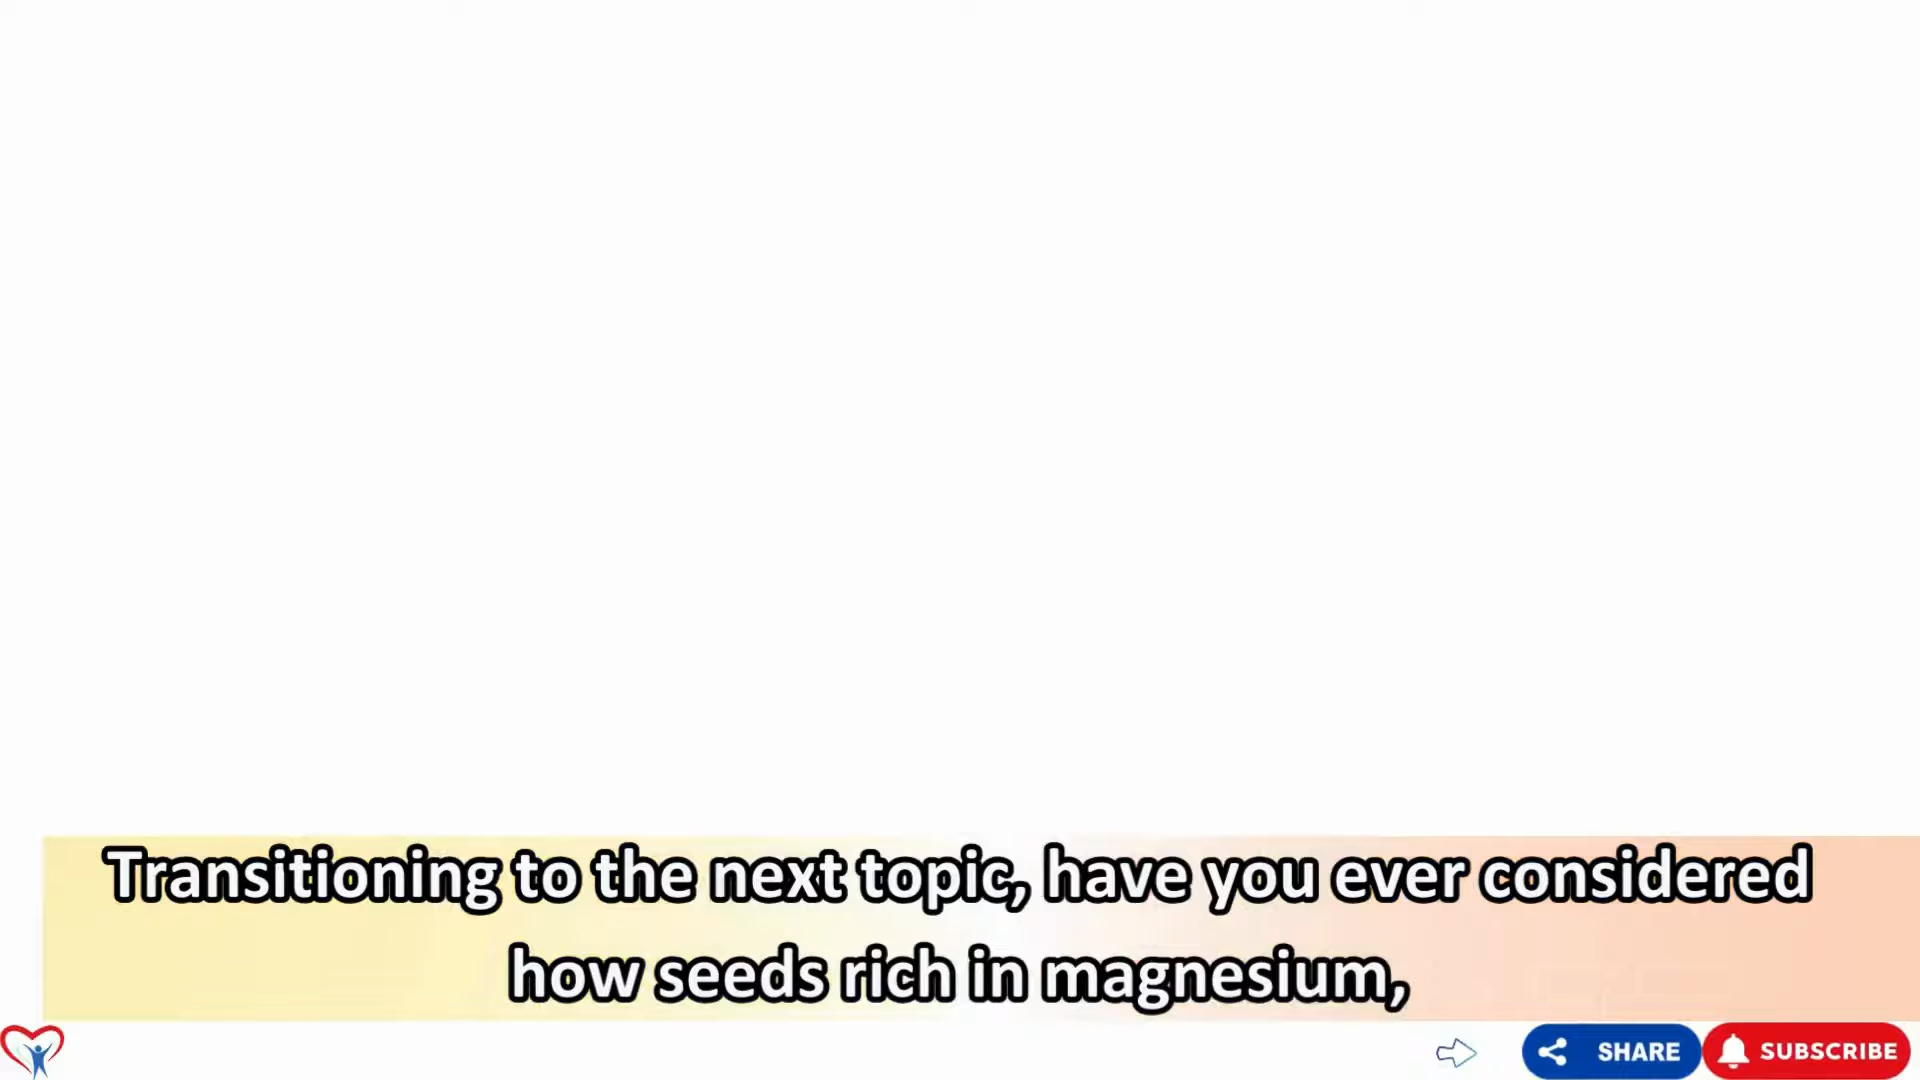 Transitioning to the next topic, have you ever considered
how seeds rich in magnesium,
SHARE
SUBSCRIBE